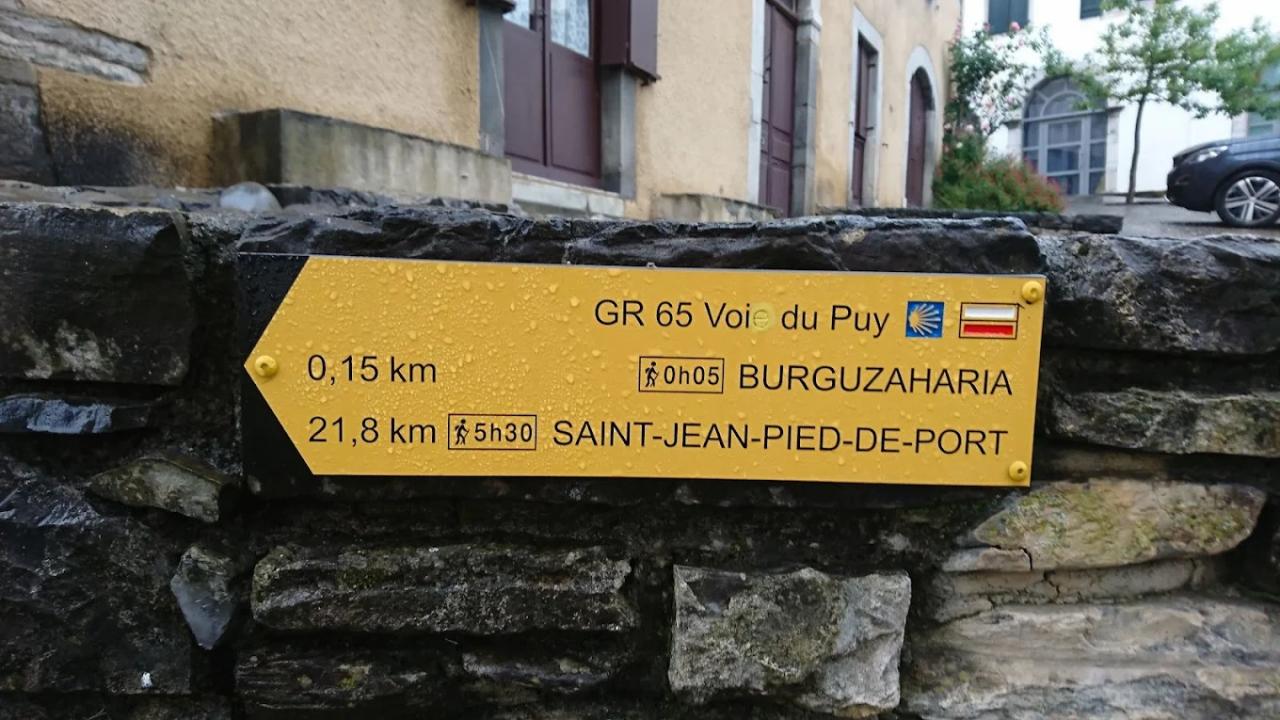 GR 65 Voie du Puy
0,15 km 0h05 BURGUZAHARIA
21,8 km 5h30 SAINT-JEAN-PIED-DE-PORT